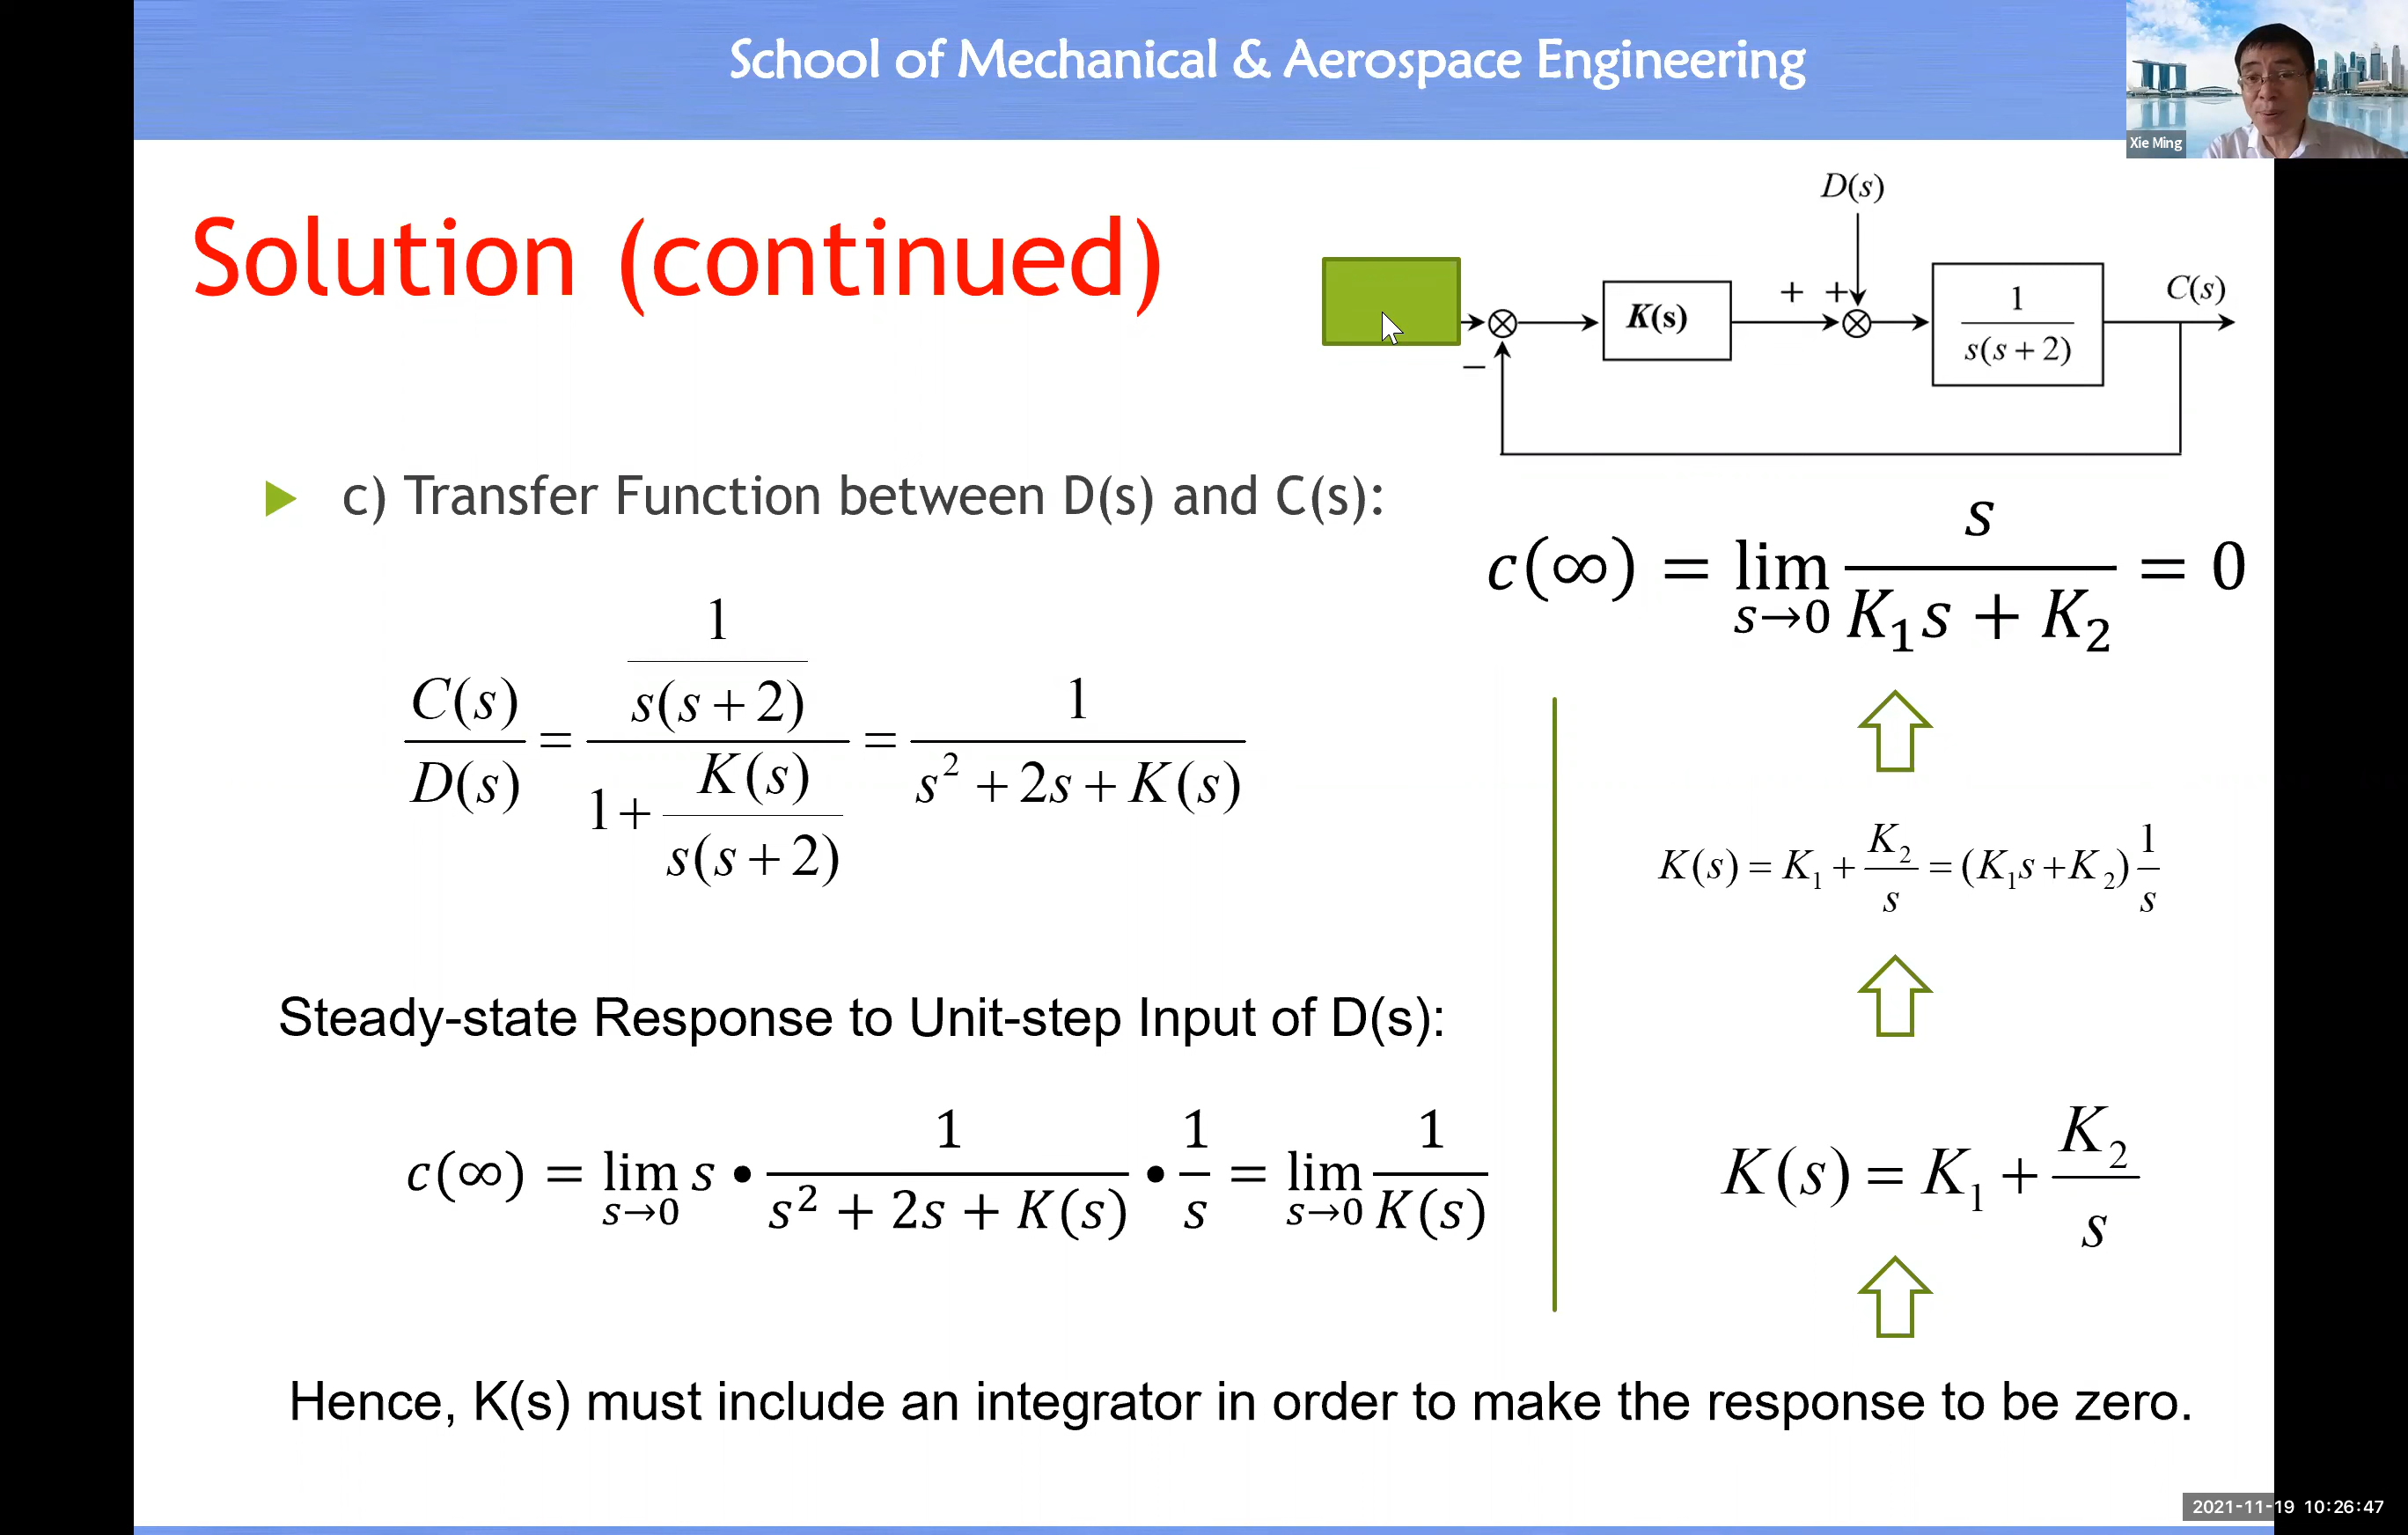 School of Mechanical & Aerospace Engineering
Xie Ming
Solution (continued)
D(s)
K(s)
+ +
1/(s(s + 2))
C(s)
−
c) Transfer Function between D(s) and C(s):
c(∞) = lim_{s→0} s/(K₁s + K₂) = 0
C(s)/D(s) = (1/(s(s + 2)))/(1 + K(s)/(s(s + 2))) = 1/(s² + 2s + K(s))
K(s) = K₁ + K₂/s = (K₁s + K₂) 1/s
Steady-state Response to Unit-step Input of D(s):
c(∞) = lim_{s→0} s • 1/(s² + 2s + K(s)) • 1/s = lim_{s→0} 1/K(s)
K(s) = K₁ + K₂/s
Hence, K(s) must include an integrator in order to make the response to be zero.
2021-11-19 10:26:47